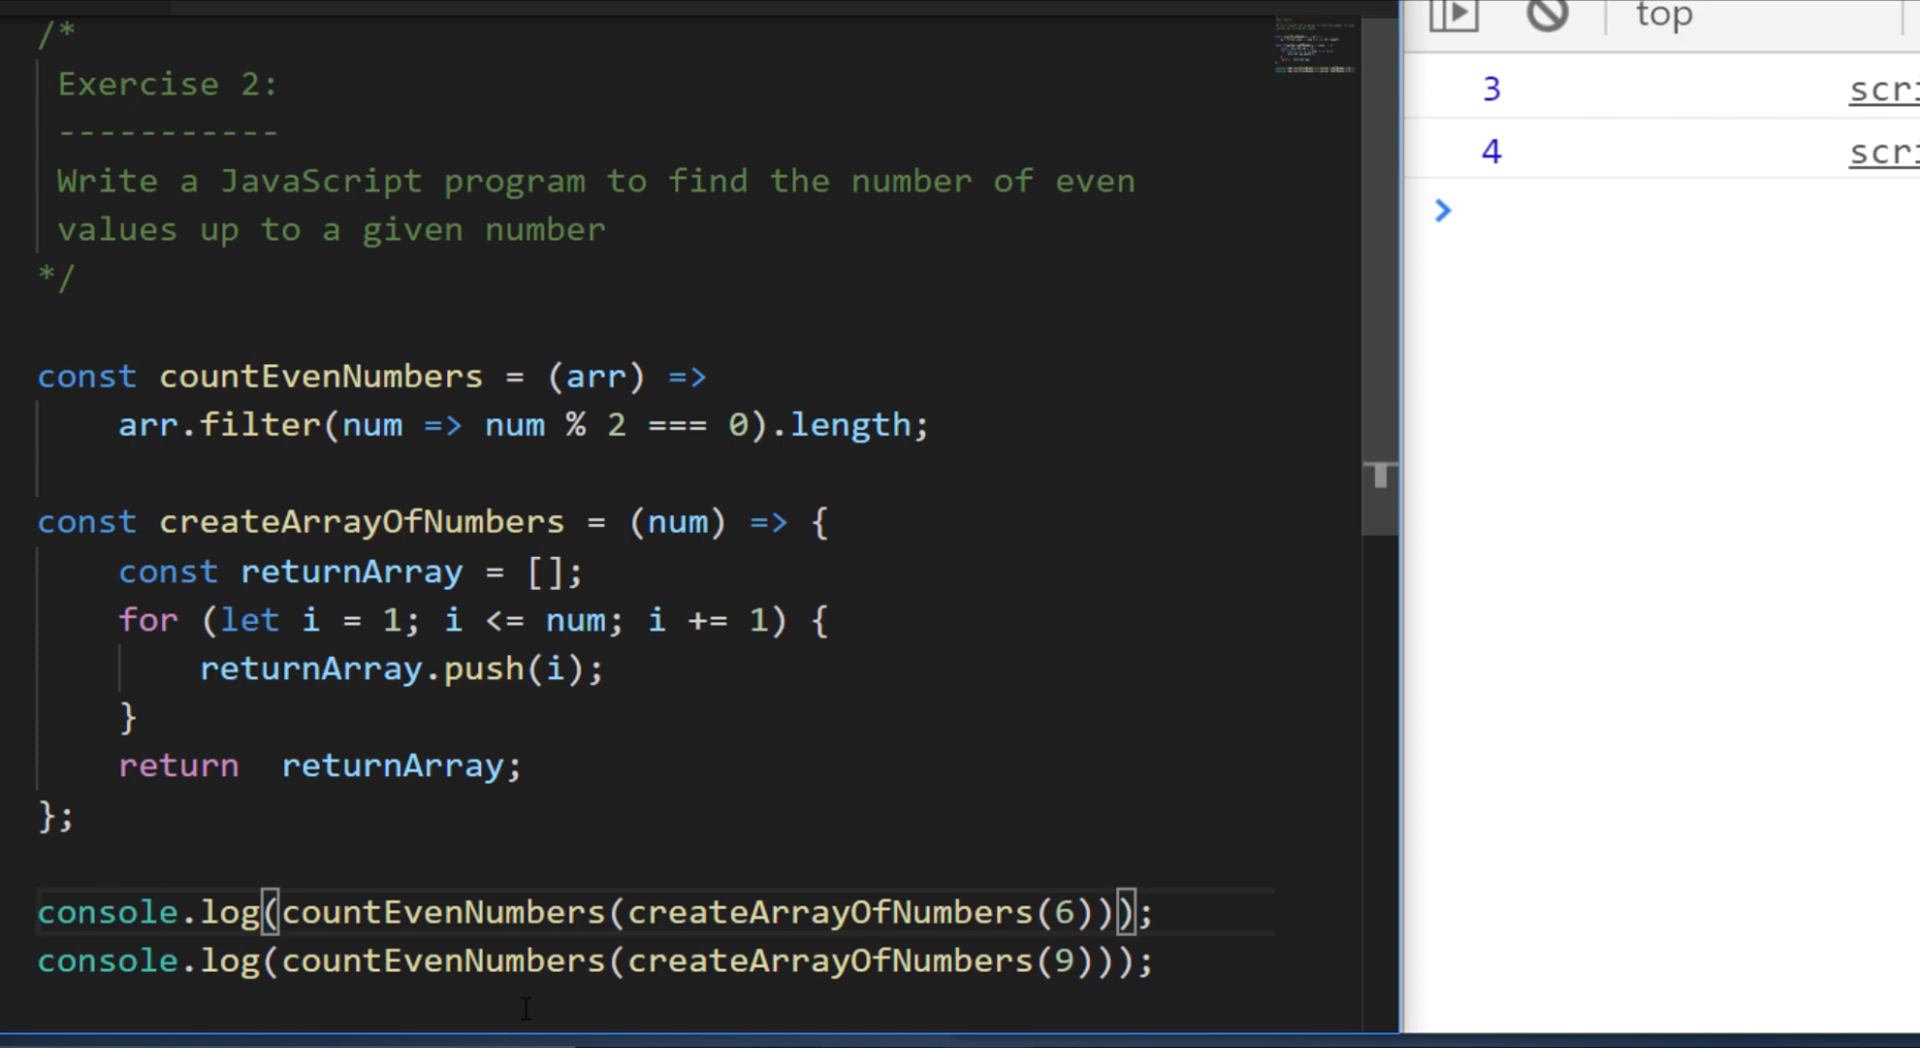 /*
Exercise 2:
-----------
Write a JavaScript program to find the number of even
values up to a given number
*/
const countEvenNumbers = (arr) =>
arr.filter(num => num % 2 === 0).length;
const createArrayOfNumbers = (num) => {
const returnArray = [];
for (let i = 1; i <= num; i += 1) {
returnArray.push(i);
}
return  returnArray;
};
console.log(countEvenNumbers(createArrayOfNumbers(6)));
console.log(countEvenNumbers(createArrayOfNumbers(9)));
top
3 scri
4 scri
>